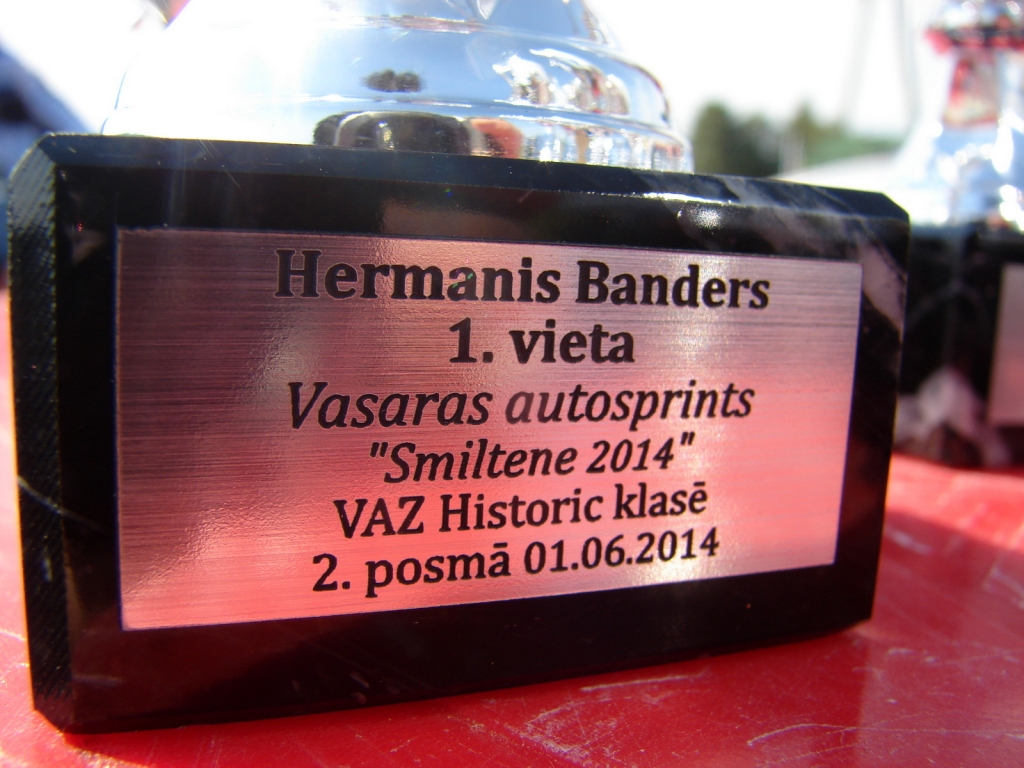 Hermanis Banders
1. vieta
Vasaras autosprints
"Smiltene 2014"
VAZ Historic klasē
2. posmā 01.06.2014